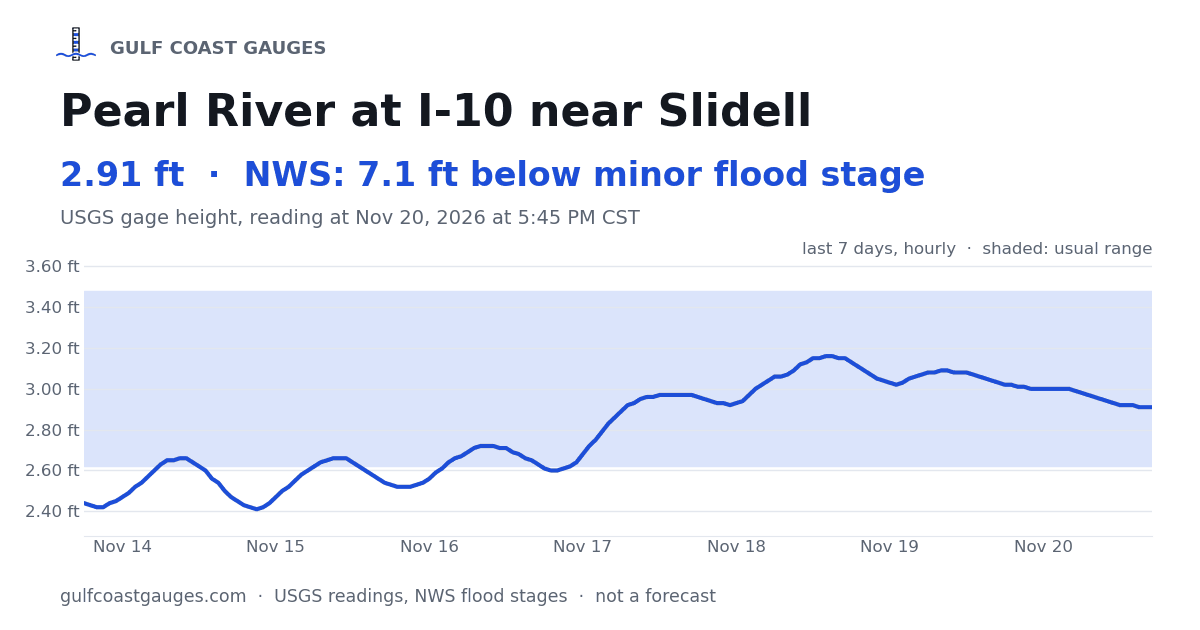 GULF COAST GAUGES
Pearl River at I-10 near Slidell
2.91 ft · NWS: 7.1 ft below minor flood stage
USGS gage height, reading at Nov 20, 2026 at 5:45 PM CST
last 7 days, hourly · shaded: usual range
3.60 ft
3.40 ft
3.20 ft
3.00 ft
2.80 ft
2.60 ft
2.40 ft
Nov 14 Nov 15 Nov 16 Nov 17 Nov 18 Nov 19 Nov 20
gulfcoastgauges.com · USGS readings, NWS flood stages · not a forecast